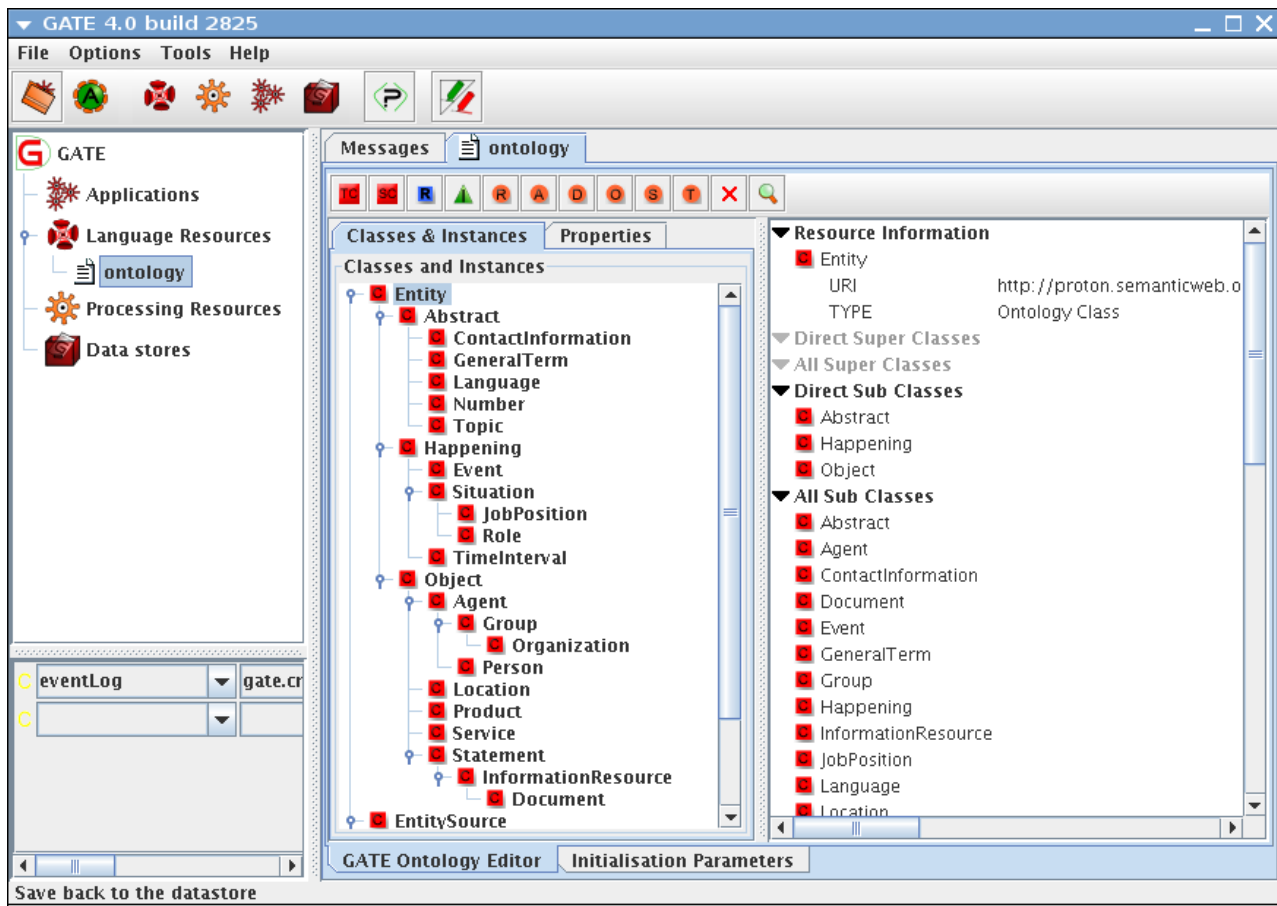 GATE 4.0 build 2825
File Options Tools Help
GATE
Applications
Language Resources
ontology
Processing Resources
Data stores
eventLog gate.cr
C
C
Save back to the datastore
Messages ontology
TC SC R I R A D O S T
Classes & Instances Properties
Classes and Instances
C Entity
C Abstract
C ContactInformation
C GeneralTerm
C Language
C Number
C Topic
C Happening
C Event
C Situation
C JobPosition
C Role
C TimeInterval
C Object
C Agent
C Group
C Organization
C Person
C Location
C Product
C Service
C Statement
C InformationResource
C Document
C EntitySource
Resource Information
C Entity
URI http://proton.semanticweb.o
TYPE Ontology Class
Direct Super Classes
All Super Classes
Direct Sub Classes
C Abstract
C Happening
C Object
All Sub Classes
C Abstract
C Agent
C ContactInformation
C Document
C Event
C GeneralTerm
C Group
C Happening
C InformationResource
C JobPosition
C Language
C Location
GATE Ontology Editor Initialisation Parameters